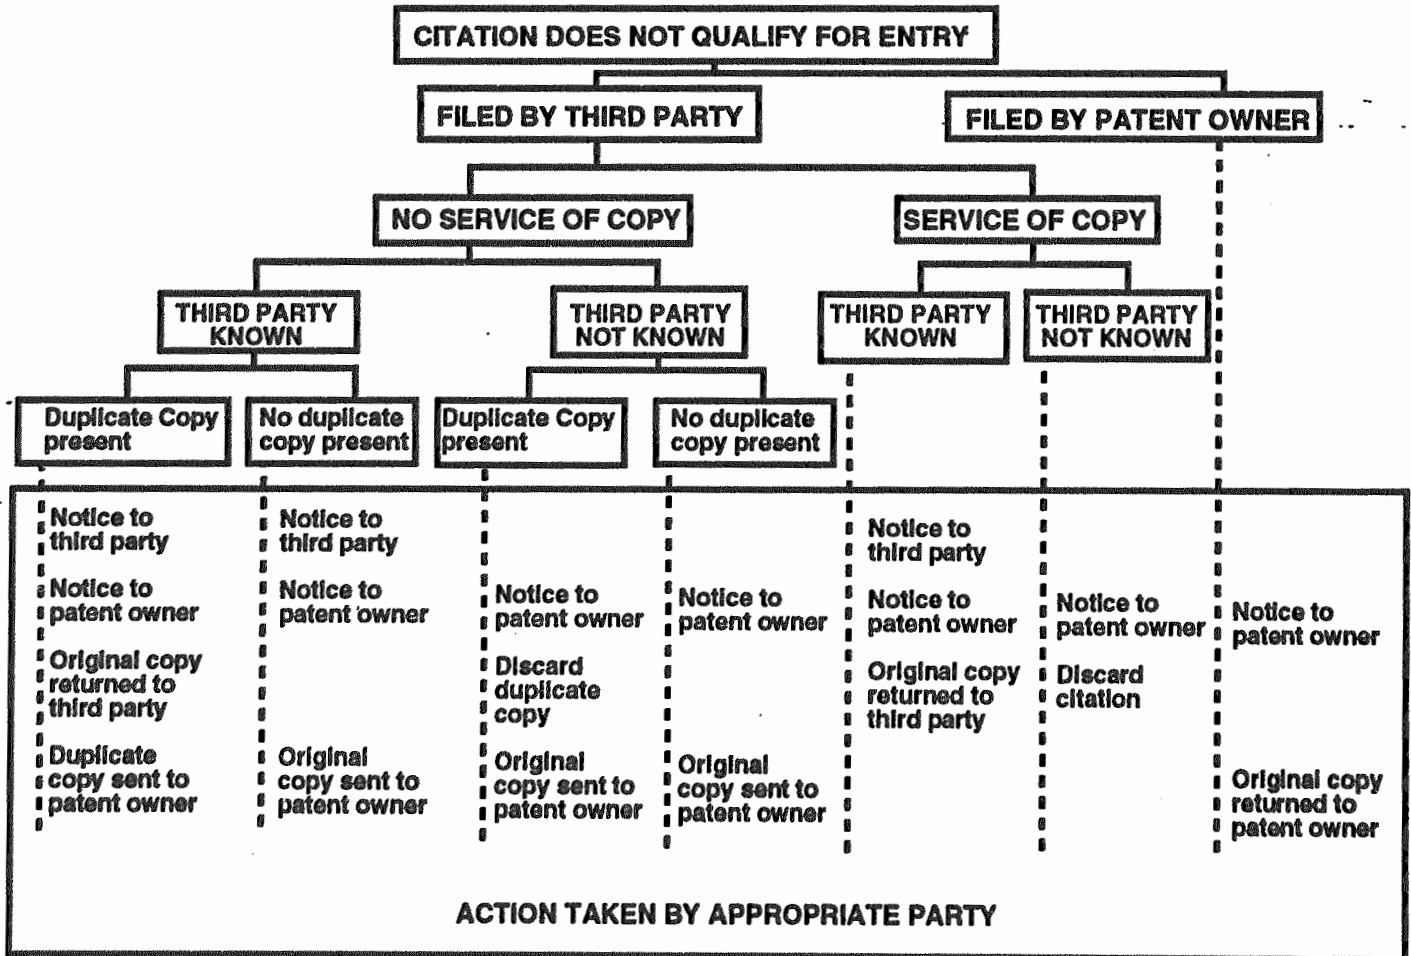 CITATION DOES NOT QUALIFY FOR ENTRY
FILED BY THIRD PARTY
FILED BY PATENT OWNER
NO SERVICE OF COPY
SERVICE OF COPY
THIRD PARTY
KNOWN
THIRD PARTY
NOT KNOWN
THIRD PARTY
KNOWN
THIRD PARTY
NOT KNOWN
Duplicate Copy
present
No duplicate
copy present
Duplicate Copy
present
No duplicate
copy present
Notice to
third party
Notice to
patent owner
Original copy
returned to
third party
Duplicate
copy sent to
patent owner
Notice to
third party
Notice to
patent owner
Original
copy sent to
patent owner
Notice to
patent owner
Discard
duplicate
copy
Original
copy sent to
patent owner
Notice to
patent owner
Original
copy sent to
patent owner
Notice to
third party
Notice to
patent owner
Original copy
returned to
third party
Notice to
patent owner
Discard
citation
Notice to
patent owner
Original copy
returned to
patent owner
ACTION TAKEN BY APPROPRIATE PARTY